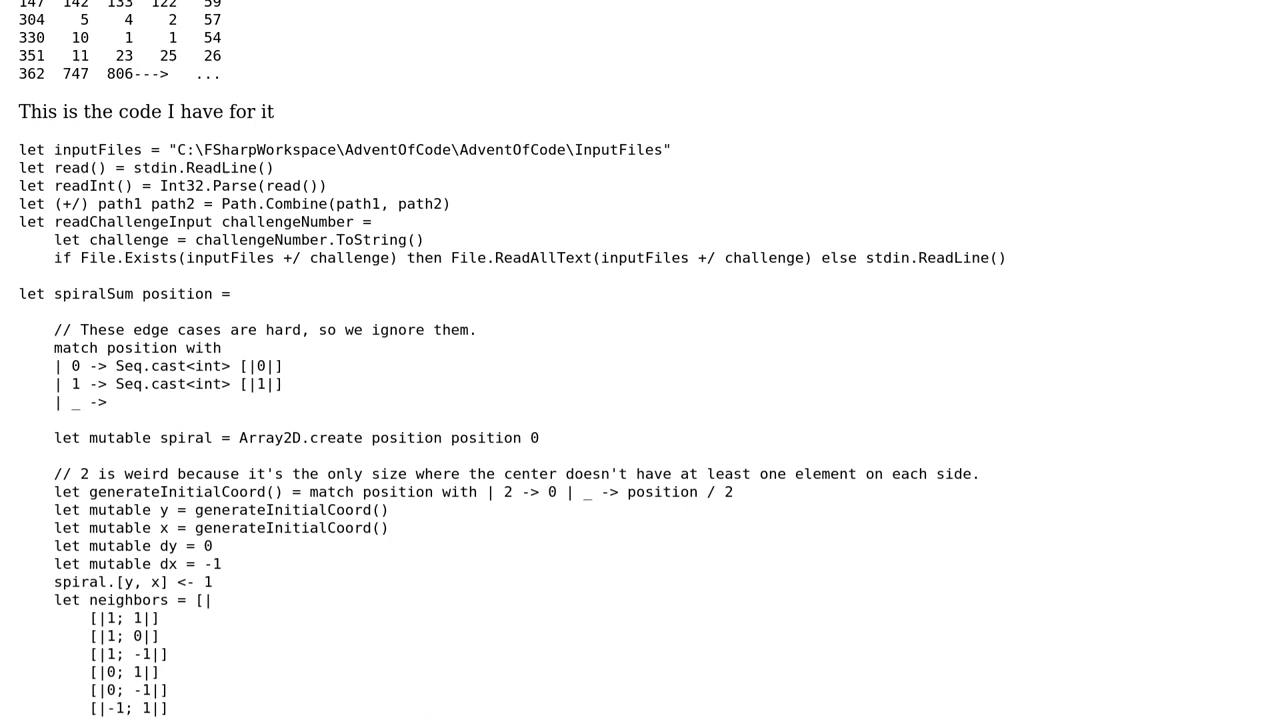 147  142  133  122   59
304    5    4    2   57
330   10    1    1   54
351   11   23   25   26
362  747  806--->   ...
This is the code I have for it
let inputFiles = "C:\FSharpWorkspace\AdventOfCode\AdventOfCode\InputFiles"
let read() = stdin.ReadLine()
let readInt() = Int32.Parse(read())
let (+/) path1 path2 = Path.Combine(path1, path2)
let readChallengeInput challengeNumber =
    let challenge = challengeNumber.ToString()
    if File.Exists(inputFiles +/ challenge) then File.ReadAllText(inputFiles +/ challenge) else stdin.ReadLine()
let spiralSum position =
    // These edge cases are hard, so we ignore them.
    match position with
    | 0 -> Seq.cast<int> [|0|]
    | 1 -> Seq.cast<int> [|1|]
    | _ ->
    let mutable spiral = Array2D.create position position 0
    // 2 is weird because it's the only size where the center doesn't have at least one element on each side.
    let generateInitialCoord() = match position with | 2 -> 0 | _ -> position / 2
    let mutable y = generateInitialCoord()
    let mutable x = generateInitialCoord()
    let mutable dy = 0
    let mutable dx = -1
    spiral.[y, x] <- 1
    let neighbors = [|
        [|1; 1|]
        [|1; 0|]
        [|1; -1|]
        [|0; 1|]
        [|0; -1|]
        [|-1; 1|]